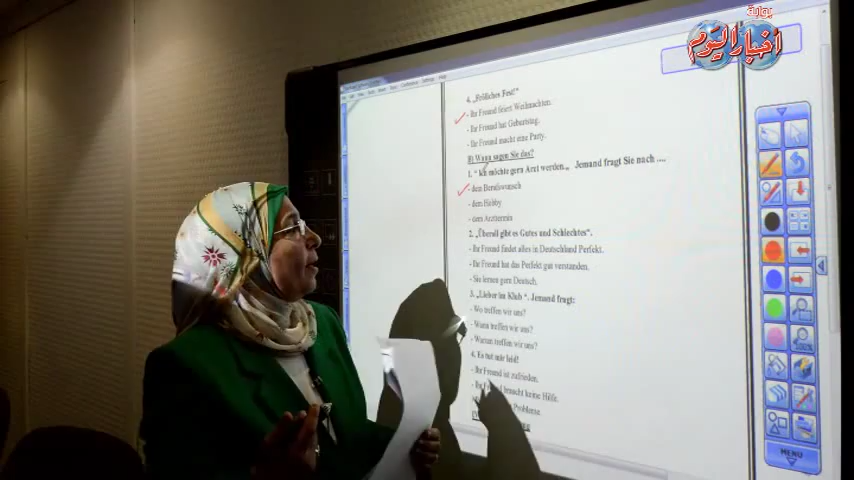 بوابة
أخبار اليوم
4. „Fröhliches Fest!"
- Ihr Freund feiert Weihnachten.
- Ihr Freund hat Geburtstag.
- Ihr Freund macht eine Party.
B) Wann sagen Sie das?
1. " Ich möchte gern Arzt werden„. Jemand fragt Sie nach ....
- dem Berufswunsch
- dem Hobby
- dem Arzttermin
2. „Überall gibt es Gutes und Schlechtes".
- Ihr Freund findet alles in Deutschland Perfekt.
- Ihr Freund hat das Perfekt gut verstanden.
- Sie lernen gern Deutsch.
3. „Lieber im Klub ". Jemand fragt:
- Wo treffen wir uns?
- Wann treffen wir uns?
- Warum treffen wir uns?
4. Es tut mir leid!
- Ihr Freund ist zufrieden.
- Ihr Freund braucht keine Hilfe.
Probleme.
MENU